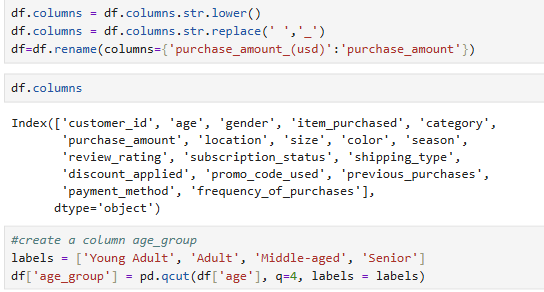 df.columns = df.columns.str.lower()
df.columns = df.columns.str.replace(' ','_')
df=df.rename(columns={'purchase_amount_(usd)':'purchase_amount'})
df.columns
Index(['customer_id', 'age', 'gender', 'item_purchased', 'category',
'purchase_amount', 'location', 'size', 'color', 'season',
'review_rating', 'subscription_status', 'shipping_type',
'discount_applied', 'promo_code_used', 'previous_purchases',
'payment_method', 'frequency_of_purchases'],
dtype='object')
#create a column age_group
labels = ['Young Adult', 'Adult', 'Middle-aged', 'Senior']
df['age_group'] = pd.qcut(df['age'], q=4, labels = labels)